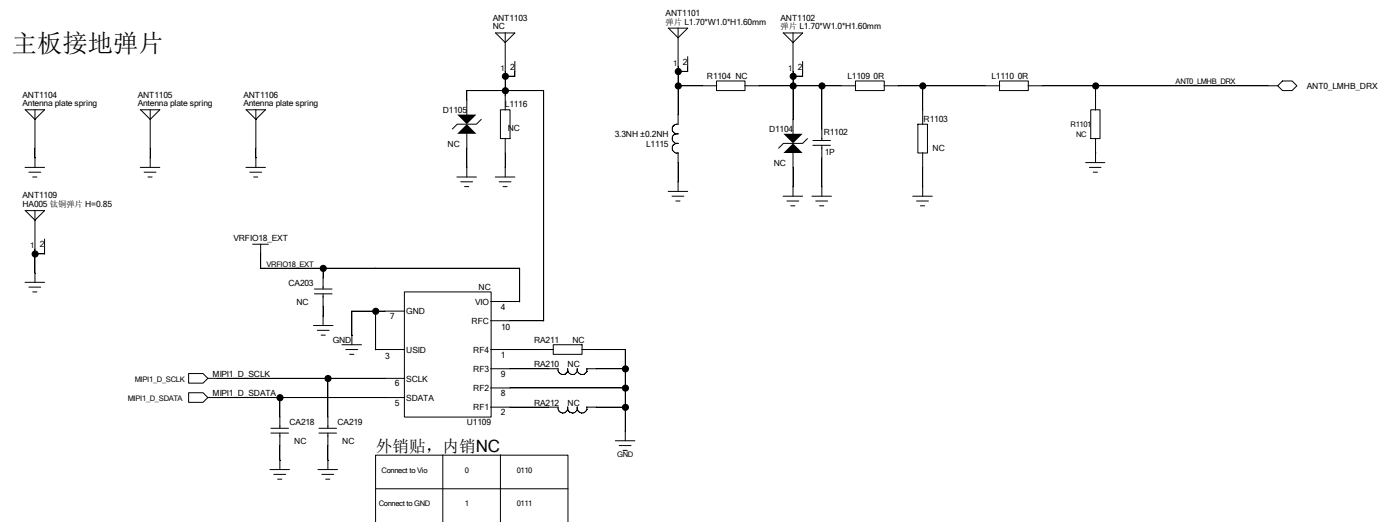 主板接地弹片
ANT1104
Antenna plate spring
ANT1105
Antenna plate spring
ANT1106
Antenna plate spring
ANT1109
HA005 钛铜弹片 H=0.85
1 2
ANT1103
NC
1 2
D1105
NC
L1116
NC
ANT1101
弹片 L1.70*W1.0*H1.60mm
1 2
R1104 NC
3.3NH ±0.2NH
L1115
ANT1102
弹片 L1.70*W1.0*H1.60mm
1 2
D1104
NC
R1102
1P
L1109 0R
R1103
NC
L1110 0R
R1101
NC
ANT0_LMHB_DRX
ANT0_LMHB_DRX
VRFIO18_EXT
VRFIO18_EXT
CA203
NC
GND
NC
7 GND
3 USID
6 SCLK
5 SDATA
VIO 4
RFC 10
RF4 1
RF3 9
RF2 8
RF1 2
U1109
RA211 NC
RA210 NC
RA212 NC
GND
MIPI1_D_SCLK
MIPI1_D_SCLK
MIPI1_D_SDATA
MIPI1_D_SDATA
CA218
NC
CA219
NC
外销贴，内销NC
Connect to Vio 0 0110
Connect to GND 1 0111